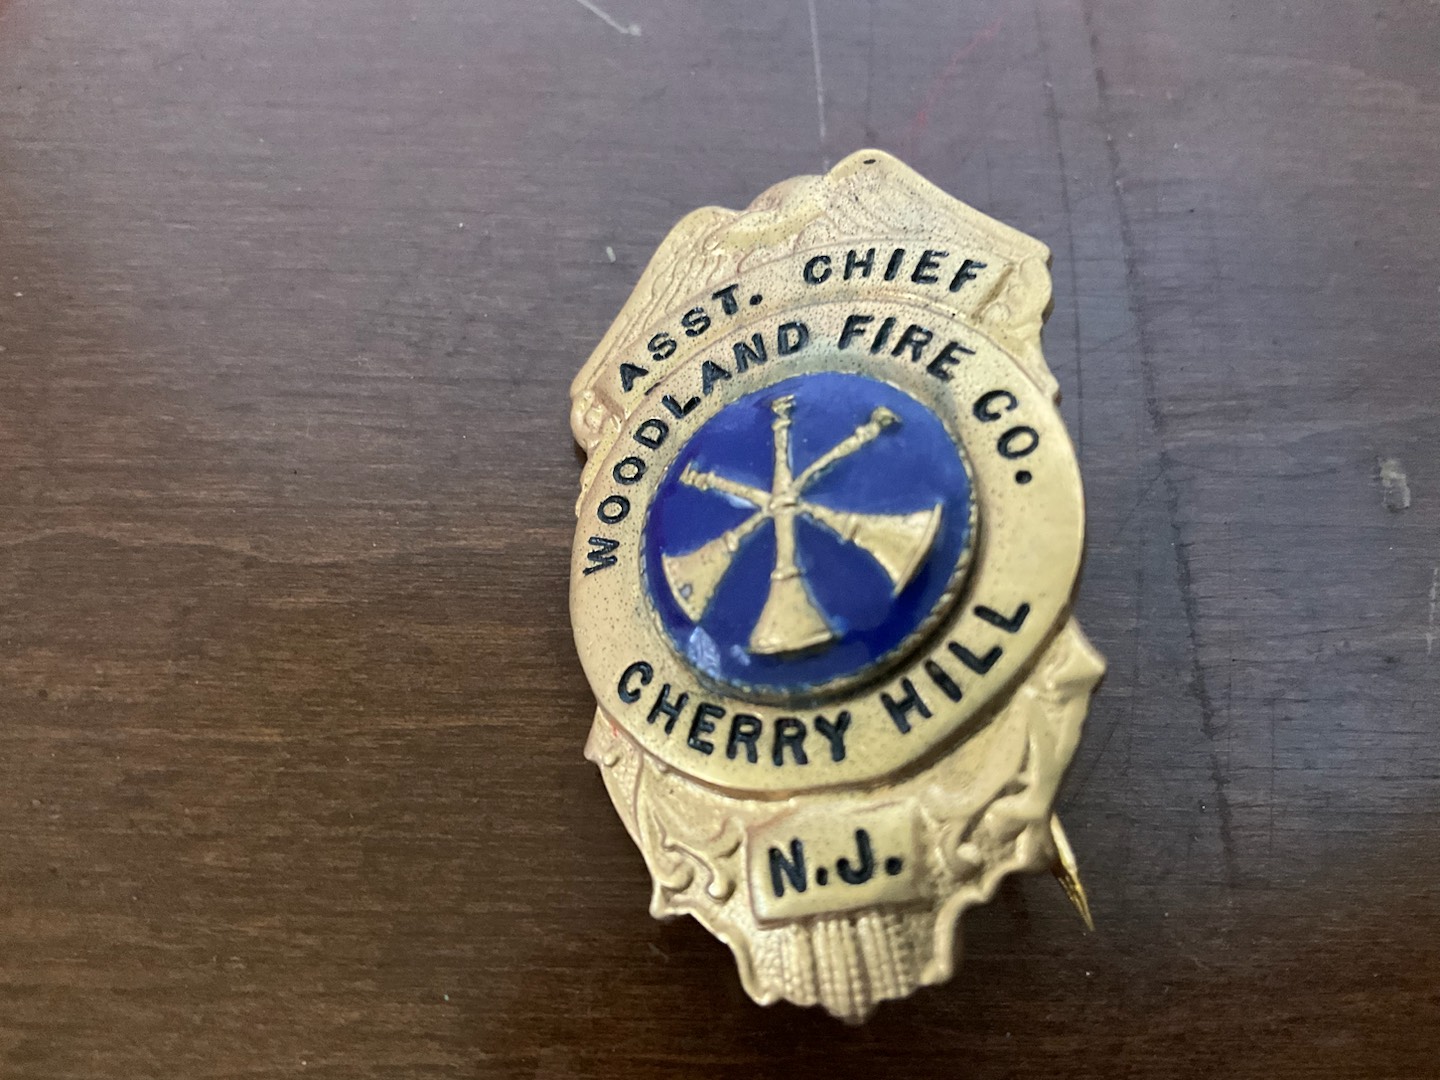 ASST. CHIEF
WOODLAND FIRE CO.
CHERRY HILL
N.J.